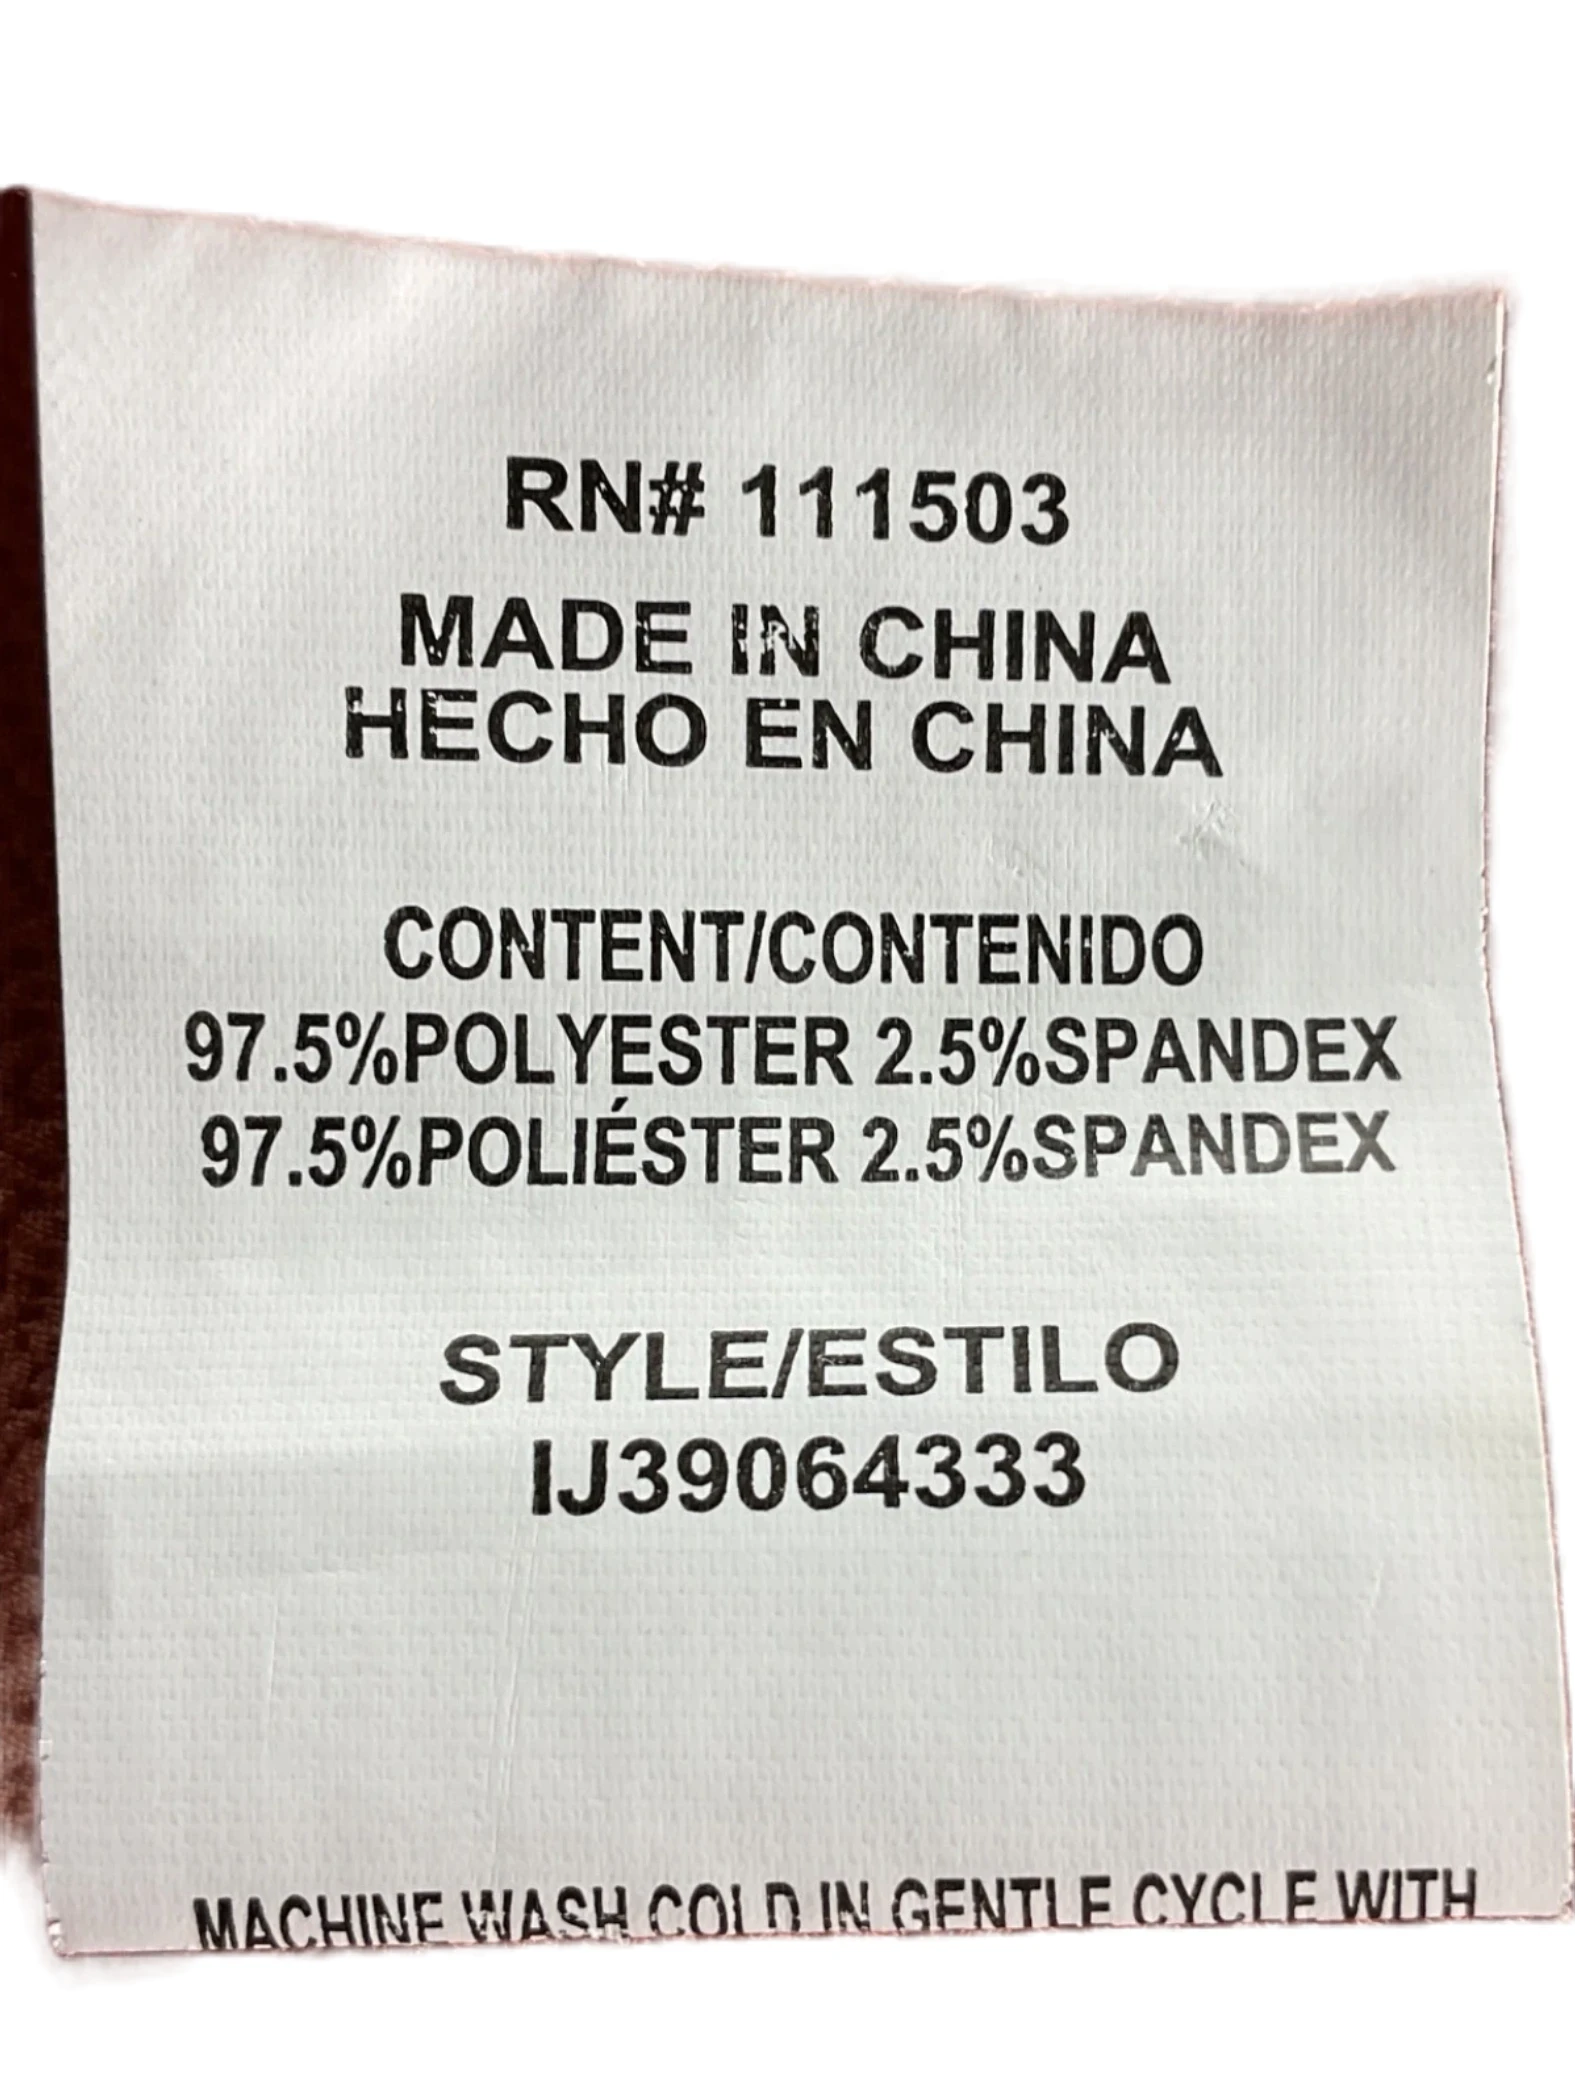 RN# 111503
MADE IN CHINA
HECHO EN CHINA
CONTENT/CONTENIDO
97.5%POLYESTER 2.5%SPANDEX
97.5%POLIÉSTER 2.5%SPANDEX
STYLE/ESTILO
IJ39064333
MACHINE WASH COLD IN GENTLE CYCLE WITH